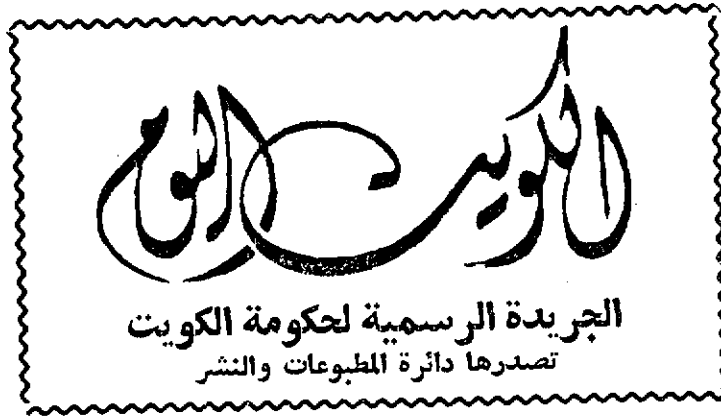 الكويت اليوم
الجريدة الرسمية لحكومة الكويت
تصدرها دائرة المطبوعات والنشر